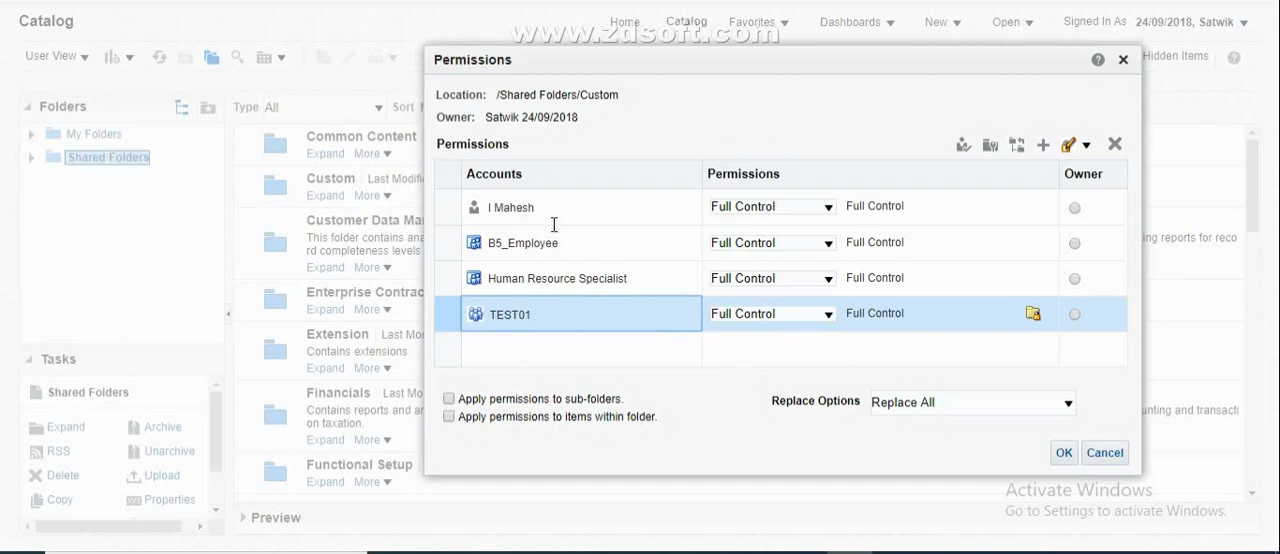 Catalog
Home Catalog Favorites Dashboards New Open Signed In As 24/09/2018, Satwik
www.zdsoft.com
User View
Hidden Items
Permissions
Location: /Shared Folders/Custom
Owner: Satwik 24/09/2018
Permissions
Accounts Permissions Owner
I Mahesh Full Control Full Control
B5_Employee Full Control Full Control
Human Resource Specialist Full Control Full Control
TEST01 Full Control Full Control
Apply permissions to sub-folders.
Apply permissions to items within folder.
Replace Options Replace All
OK Cancel
Folders
My Folders
Shared Folders
Type All Sort
Common Content
Expand More
Custom Last Modifi
Expand More
Customer Data Ma
This folder contains ana
rd completeness levels
ng reports for reco
Expand More
Enterprise Contrac
Expand More
Extension Last Mo
Contains extensions
Expand More
Financials Last Mo
Contains reports and an
on taxation.
unting and transacti
Expand More
Functional Setup
Expand More
Preview
Tasks
Shared Folders
Expand Archive
RSS Unarchive
Delete Upload
Copy Properties
Activate Windows
Go to Settings to activate Windows.